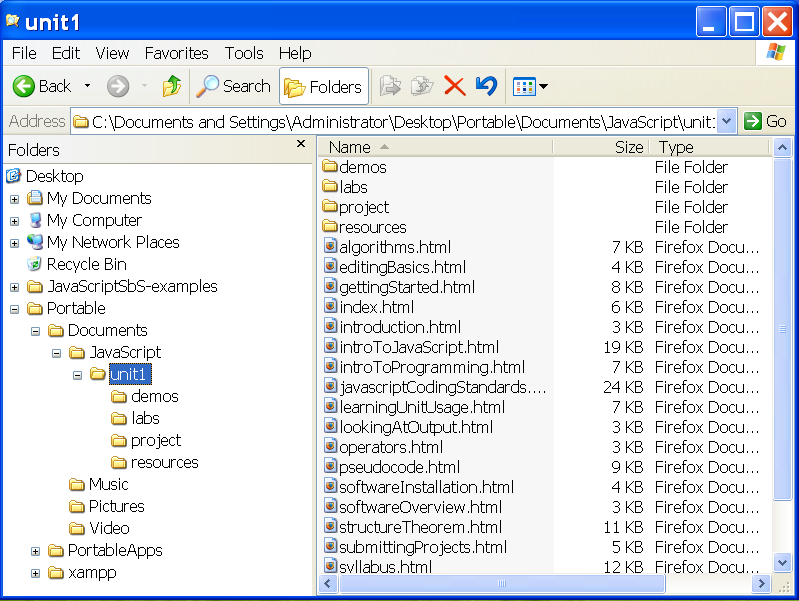 unit1
File Edit View Favorites Tools Help
Back Search Folders
Address C:\Documents and Settings\Administrator\Desktop\Portable\Documents\JavaScript\unit1 Go
Folders
Desktop
My Documents
My Computer
My Network Places
Recycle Bin
JavaScriptSbS-examples
Portable
Documents
JavaScript
unit1
demos
labs
project
resources
Music
Pictures
Video
PortableApps
xampp
Name Size Type
demos File Folder
labs File Folder
project File Folder
resources File Folder
algorithms.html 7 KB Firefox Docu...
editingBasics.html 4 KB Firefox Docu...
gettingStarted.html 8 KB Firefox Docu...
index.html 6 KB Firefox Docu...
introduction.html 3 KB Firefox Docu...
introToJavaScript.html 19 KB Firefox Docu...
introToProgramming.html 7 KB Firefox Docu...
javascriptCodingStandards.... 24 KB Firefox Docu...
learningUnitUsage.html 7 KB Firefox Docu...
lookingAtOutput.html 3 KB Firefox Docu...
operators.html 3 KB Firefox Docu...
pseudocode.html 9 KB Firefox Docu...
softwareInstallation.html 4 KB Firefox Docu...
softwareOverview.html 3 KB Firefox Docu...
structureTheorem.html 11 KB Firefox Docu...
submittingProjects.html 5 KB Firefox Docu...
syllabus.html 12 KB Firefox Docu...